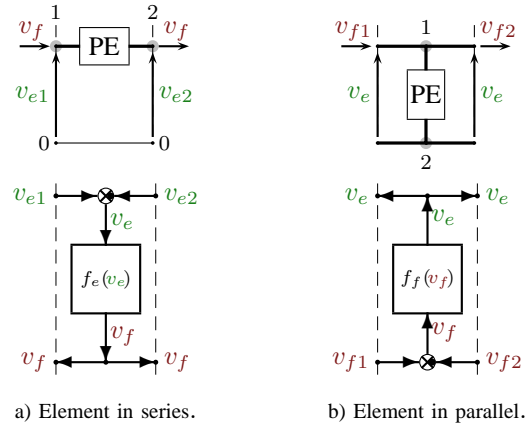 1 2 1
v_f PE v_f v_{f1} v_{f2}
v_{e1} v_{e2} v_e PE v_e
0 0 2
v_{e1} v_{e2} v_e v_e
v_e v_e
f_e(v_e) f_f(v_f)
v_f v_f
v_f v_f v_{f1} v_{f2}
a) Element in series. b) Element in parallel.